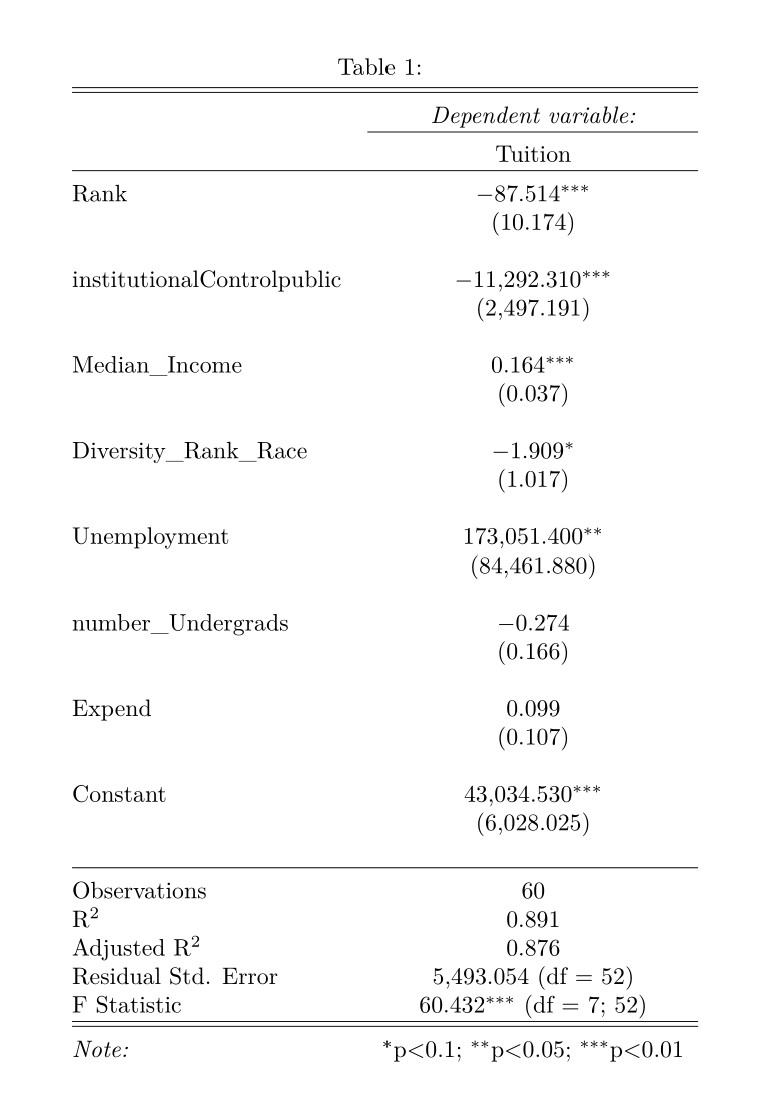 Table 1:
Dependent variable:
Tuition
Rank −87.514***
(10.174)
institutionalControlpublic −11,292.310***
(2,497.191)
Median_Income 0.164***
(0.037)
Diversity_Rank_Race −1.909*
(1.017)
Unemployment 173,051.400**
(84,461.880)
number_Undergrads −0.274
(0.166)
Expend 0.099
(0.107)
Constant 43,034.530***
(6,028.025)
Observations 60
R² 0.891
Adjusted R² 0.876
Residual Std. Error 5,493.054 (df = 52)
F Statistic 60.432*** (df = 7; 52)
Note: *p<0.1; **p<0.05; ***p<0.01